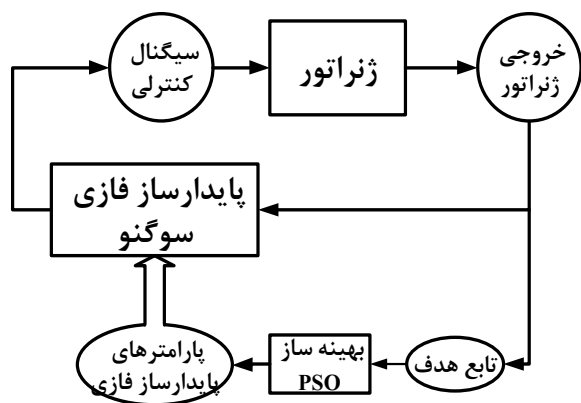 خروجی
ژنراتور
ژنراتور
سیگنال
کنترلی
پایدارساز فازی
سوگنو
تابع هدف
بهینه ساز
PSO
پارامترهای
پایدارساز فازی